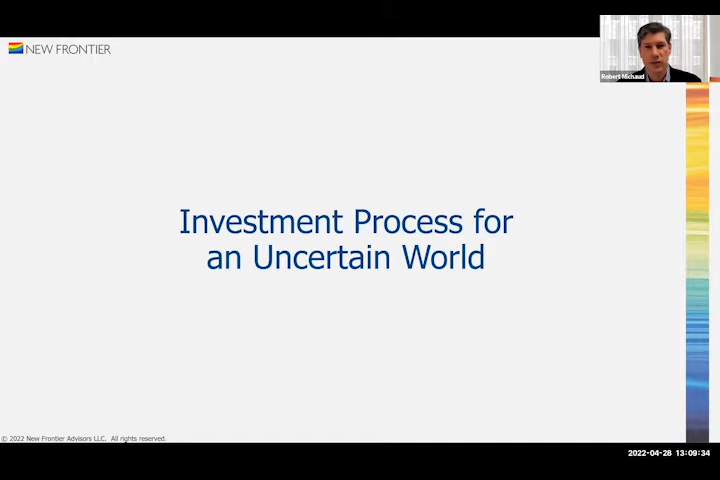 NEW FRONTIER
Robert Michaud
Investment Process for
an Uncertain World
© 2022 New Frontier Advisors LLC. All rights reserved.
2022-04-28 13:09:34